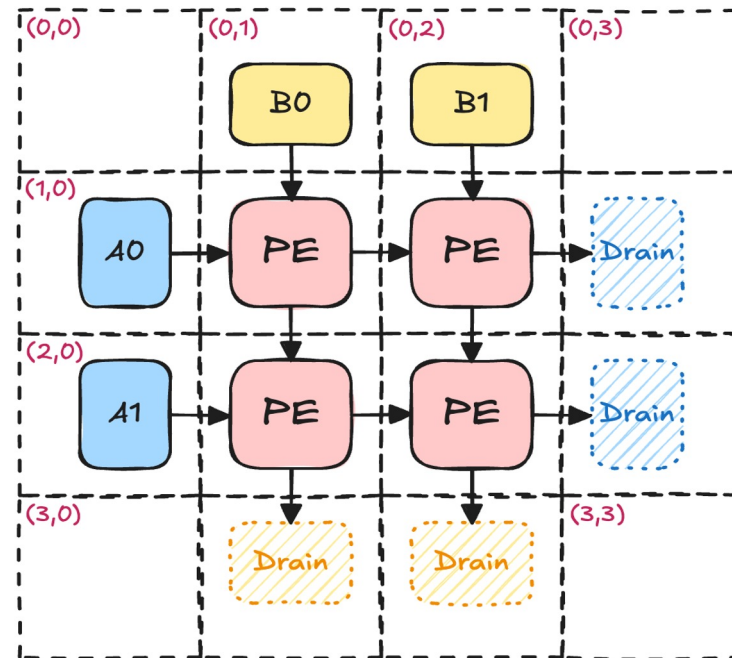 (0,0)
(0,1)
(0,2)
(0,3)
B0
B1
(1,0)
A0
PE
PE
Drain
(2,0)
A1
PE
PE
Drain
(3,0)
Drain
Drain
(3,3)